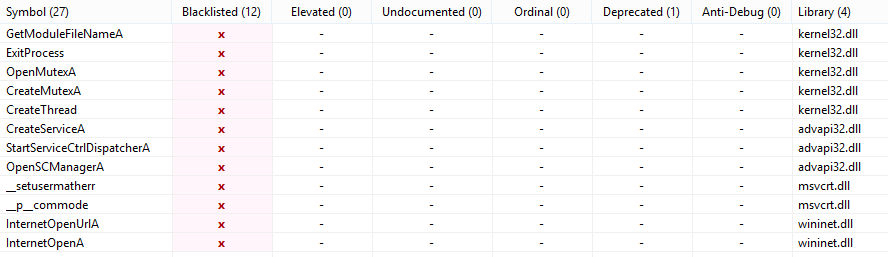 Symbol (27) Blacklisted (12) Elevated (0) Undocumented (0) Ordinal (0) Deprecated (1) Anti-Debug (0) Library (4)
GetModuleFileNameA x - - - - - kernel32.dll
ExitProcess x - - - - - kernel32.dll
OpenMutexA x - - - - - kernel32.dll
CreateMutexA x - - - - - kernel32.dll
CreateThread x - - - - - kernel32.dll
CreateServiceA x - - - - - advapi32.dll
StartServiceCtrlDispatcherA x - - - - - advapi32.dll
OpenSCManagerA x - - - - - advapi32.dll
__setusermatherr x - - - - - msvcrt.dll
__p__commode x - - - - - msvcrt.dll
InternetOpenUrlA x - - - - - wininet.dll
InternetOpenA x - - - - - wininet.dll